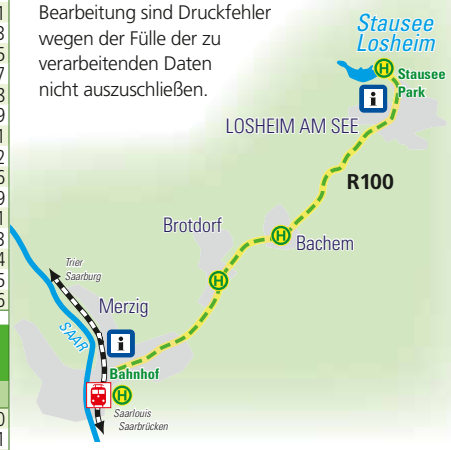 Bearbeitung sind Druckfehler
wegen der Fülle der zu
verarbeitenden Daten
nicht auszuschließen.
Stausee
Losheim
H
Stausee
Park
i
LOSHEIM AM SEE
R100
Brotdorf
H
Bachem
H
Trier
Saarburg
Merzig
SAAR
i
Bahnhof
H
Saarlouis
Saarbrücken